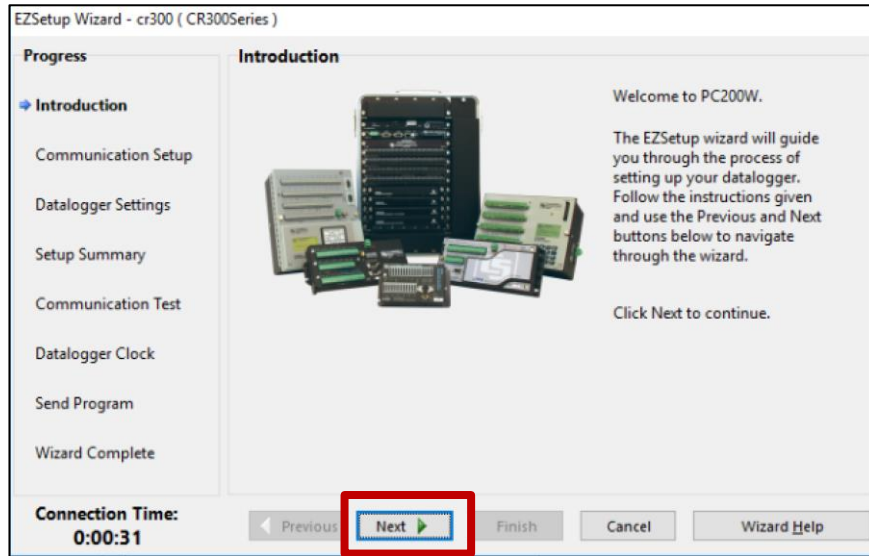 EZSetup Wizard - cr300 ( CR300Series )
Progress
Introduction
Communication Setup
Datalogger Settings
Setup Summary
Communication Test
Datalogger Clock
Send Program
Wizard Complete
Introduction
Welcome to PC200W.
The EZSetup wizard will guide
you through the process of
setting up your datalogger.
Follow the instructions given
and use the Previous and Next
buttons below to navigate
through the wizard.
Click Next to continue.
Connection Time:
0:00:31
Previous
Next
Finish
Cancel
Wizard Help